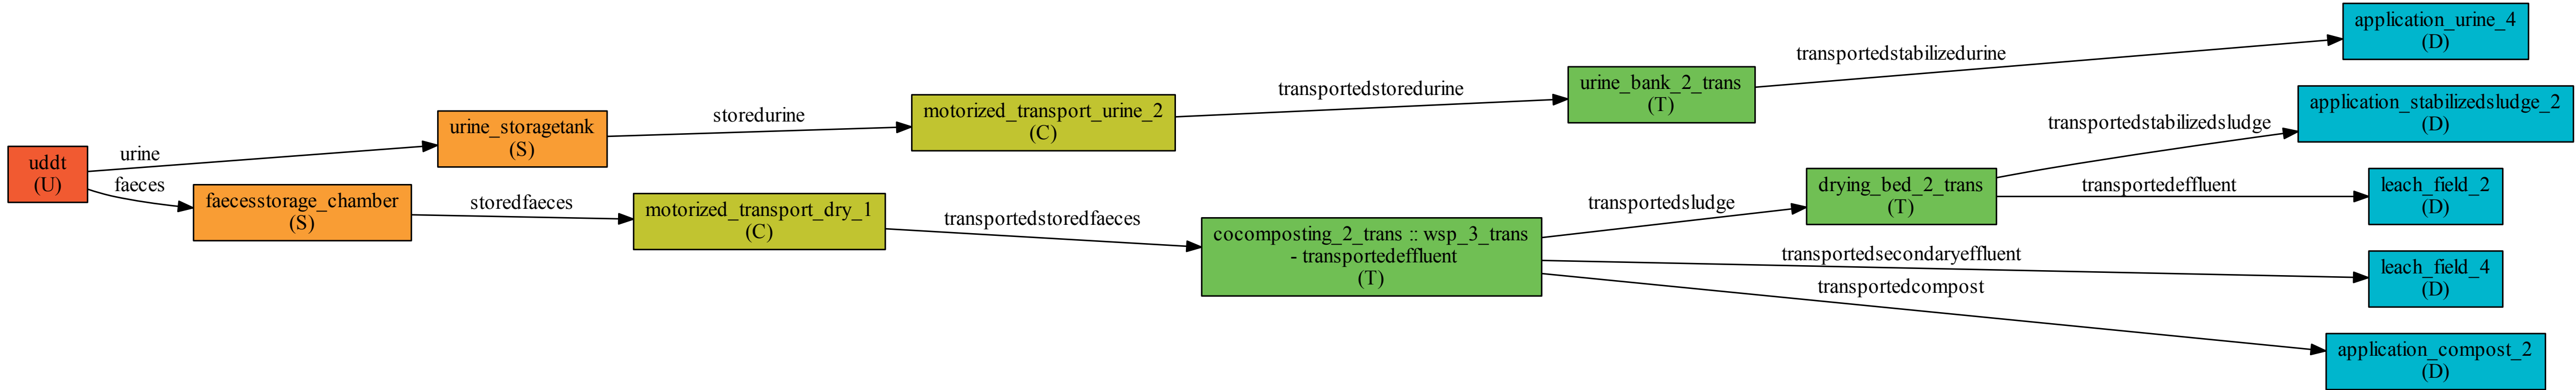 uddt
(U)
urine
faeces
urine_storagetank
(S)
faecesstorage_chamber
(S)
storedurine
storedfaeces
motorized_transport_urine_2
(C)
motorized_transport_dry_1
(C)
transportedstoredurine
transportedstoredfaeces
urine_bank_2_trans
(T)
cocomposting_2_trans :: wsp_3_trans
- transportedeffluent
(T)
transportedstabilizedurine
transportedsludge
transportedsecondaryeffluent
transportedcompost
drying_bed_2_trans
(T)
transportedstabilizedsludge
transportedeffluent
application_urine_4
(D)
application_stabilizedsludge_2
(D)
leach_field_2
(D)
leach_field_4
(D)
application_compost_2
(D)